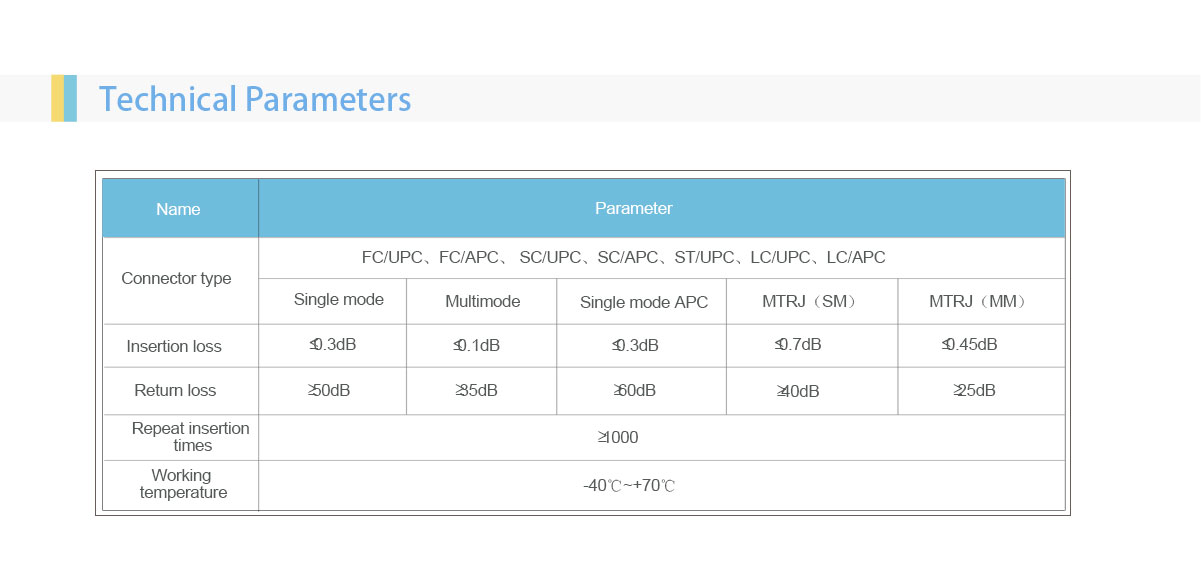 Technical Parameters
Name
Parameter
Connector type
FC/UPC、FC/APC、 SC/UPC、SC/APC、ST/UPC、LC/UPC、LC/APC
Single mode
Multimode
Single mode APC
MTRJ（SM）
MTRJ（MM）
Insertion loss
≤0.3dB
≤0.1dB
≤0.3dB
≤0.7dB
≤0.45dB
Return loss
≥50dB
≥35dB
≥60dB
≥40dB
≥25dB
Repeat insertion
times
≥1000
Working
temperature
-40℃~+70℃